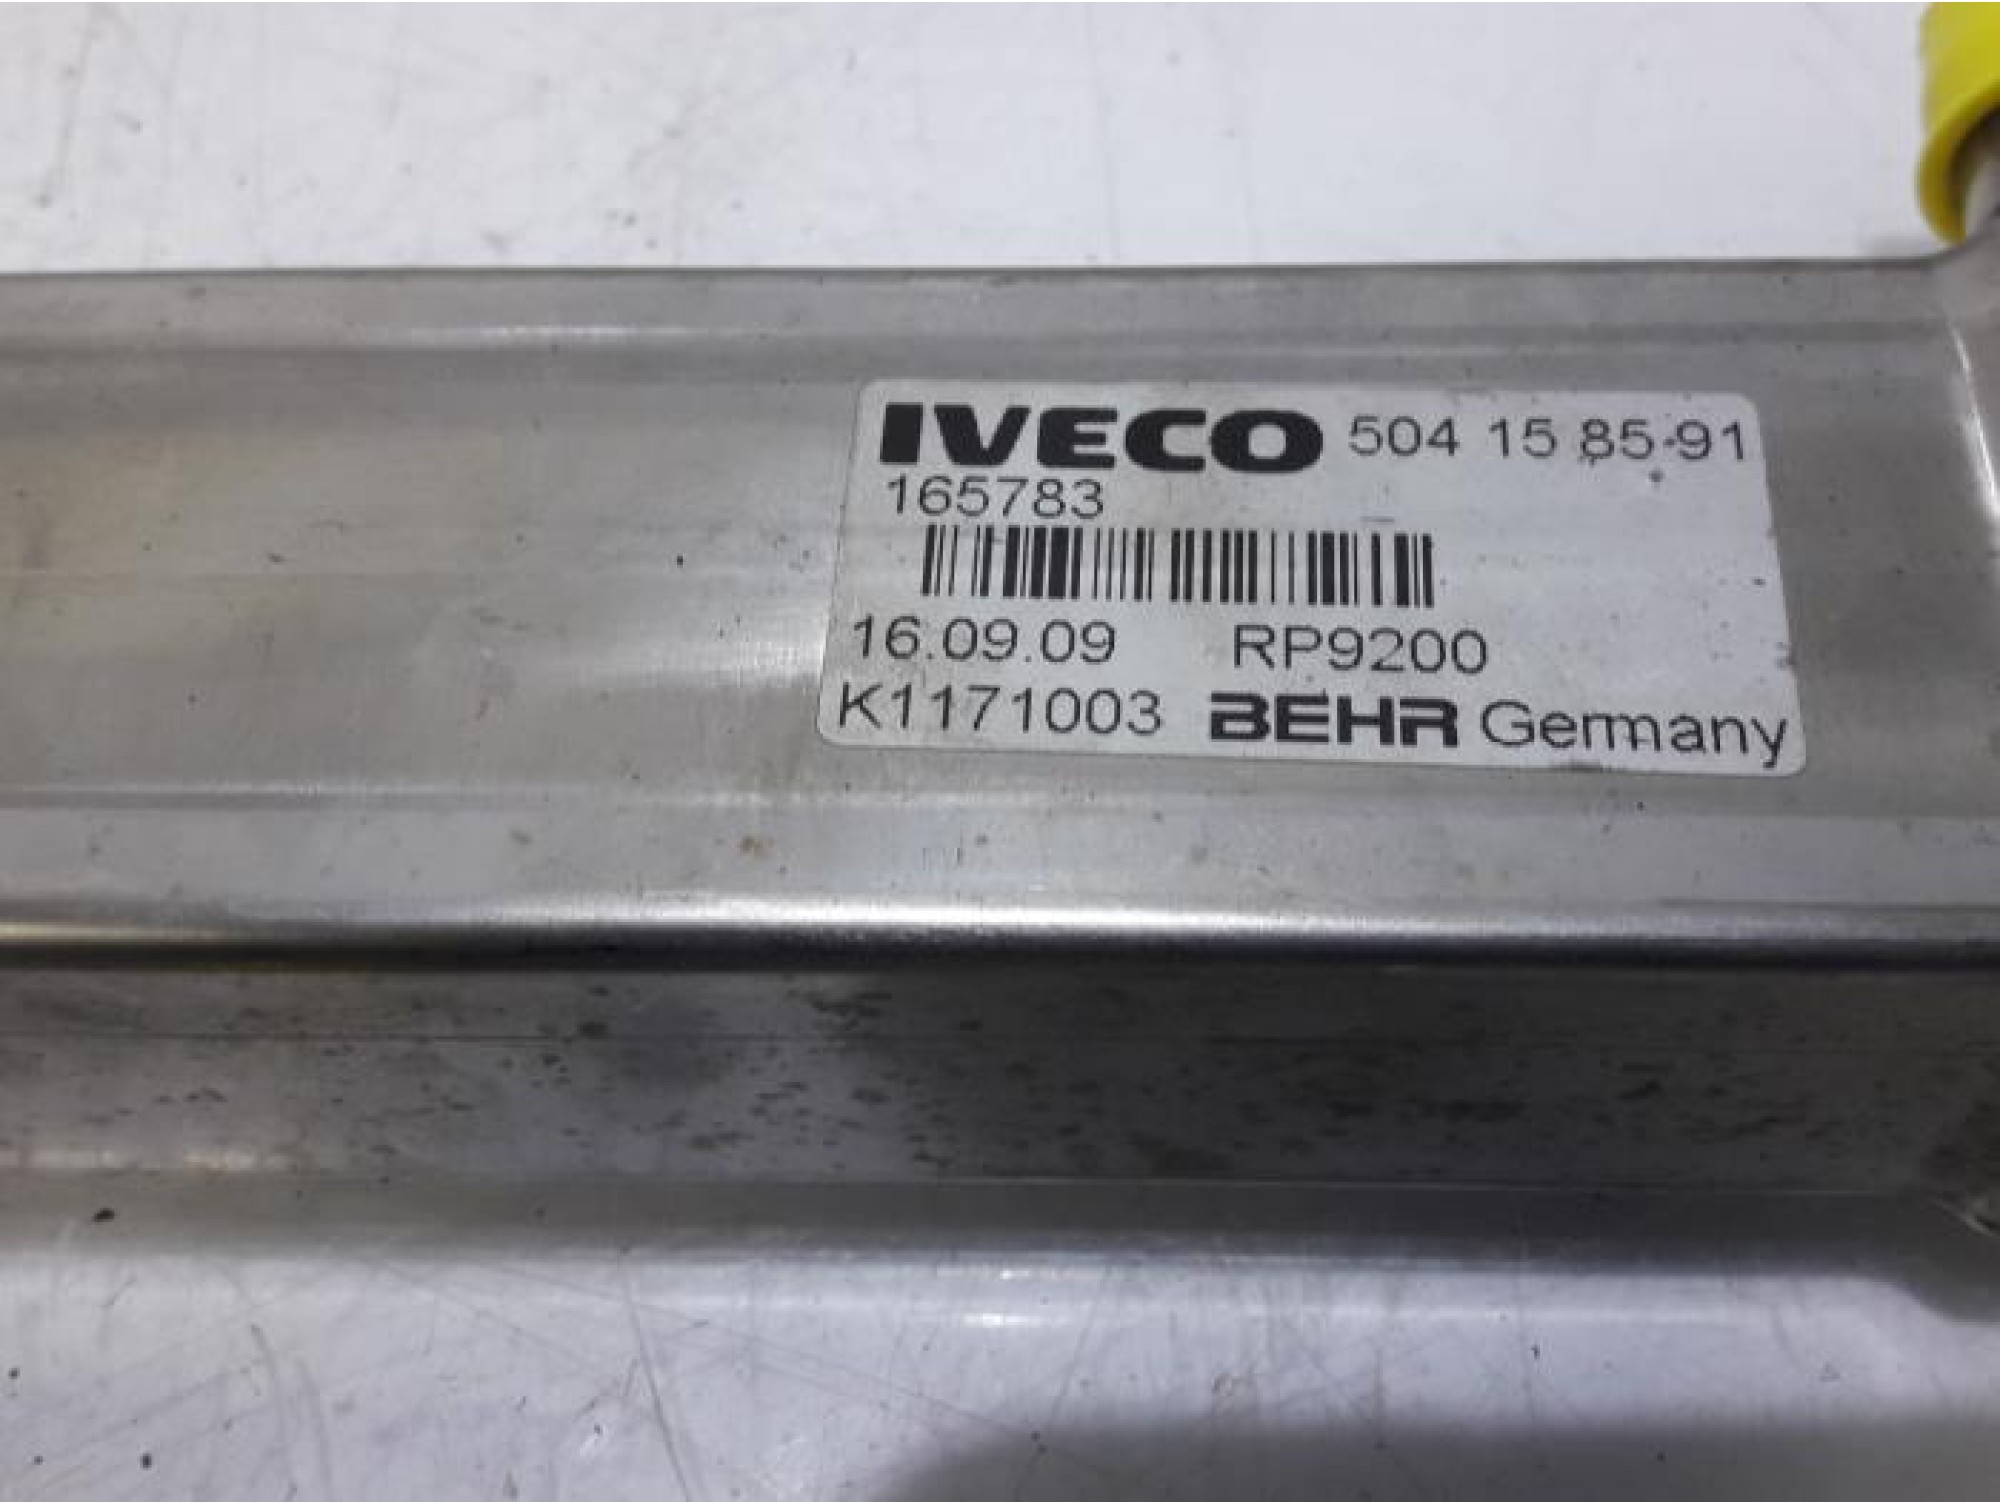 IVECO 504 15 85-91
165783
16.09.09 RP9200
K1171003 BEHR Germany